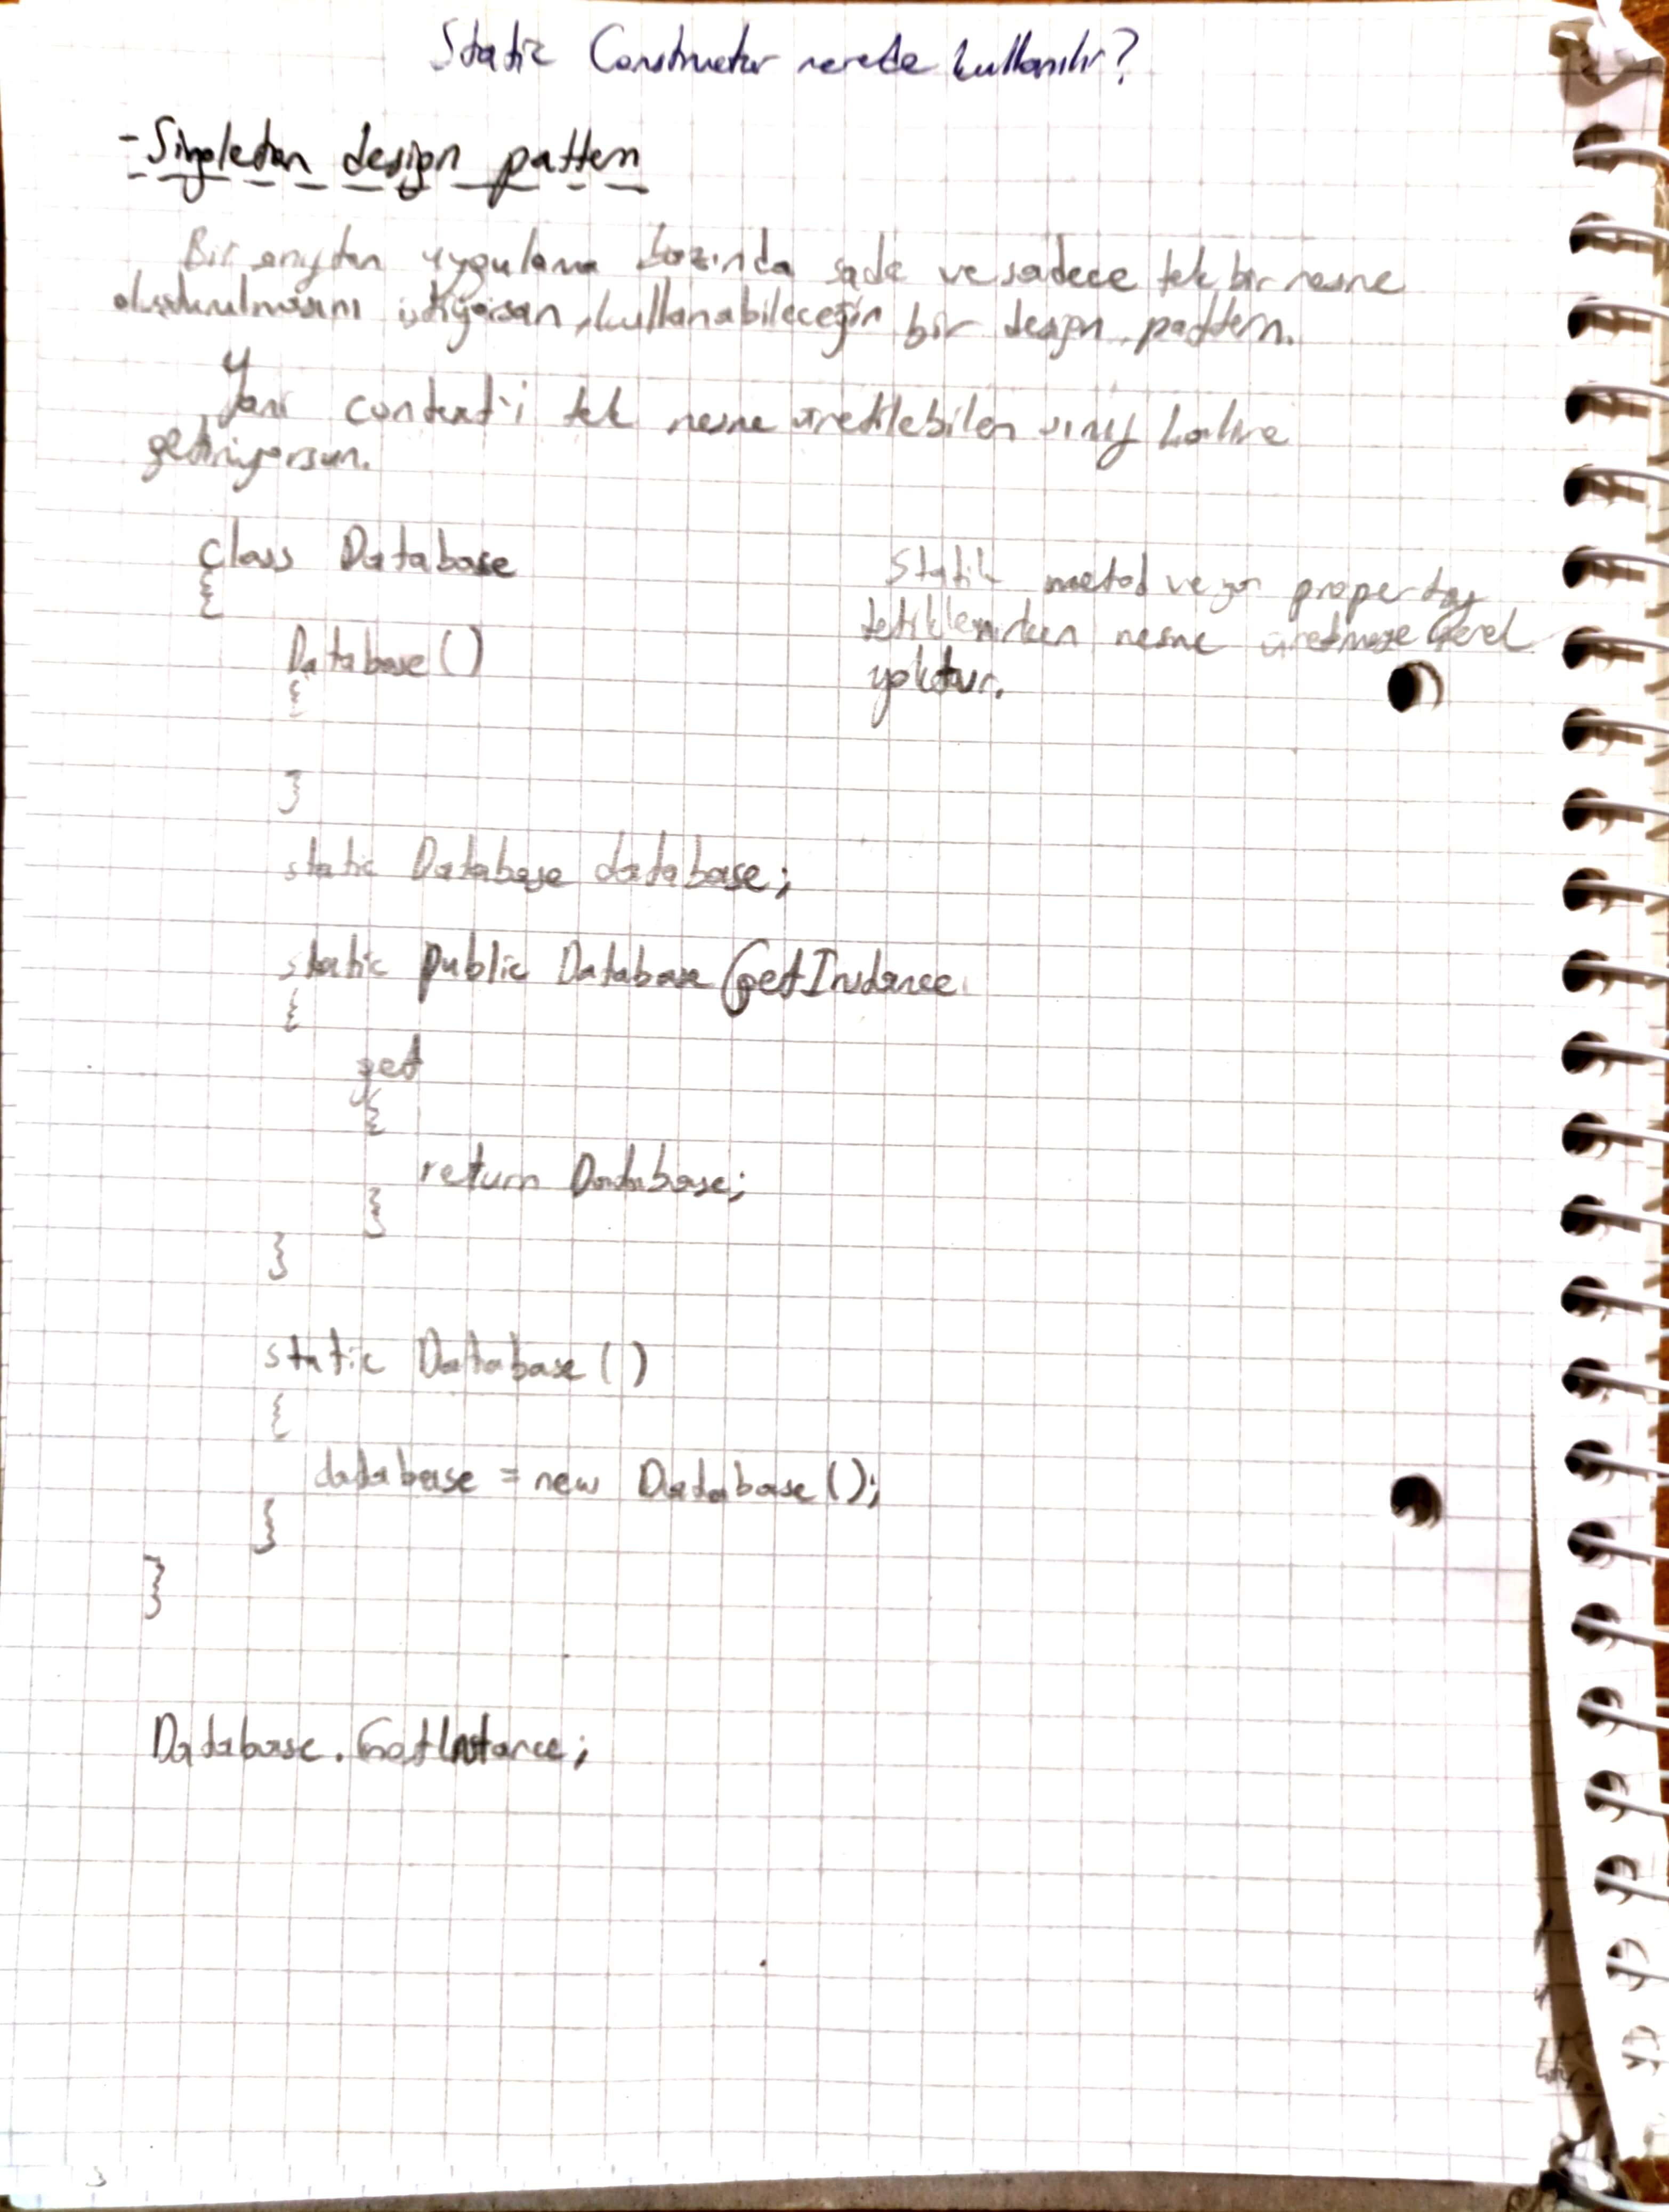 Static Constructor nerede kullanılır?
- Singleton design pattern
Bir sınıftan uygulama bazında sade ve sadece tek bir nesne
oluşturulmasını istiyorsan, kullanabileceğin bir design pattern.
Yani context'i tek nesne üretilebilen sınıf haline
getiriyorsun.
class Database
{
Statik metod veya property
tetiklenirken nesne üretmeye gerek
yoktur.
Database()
{
}
static Database database;
static public Database GetInstance
{
get
{
return Database;
}
}
static Database()
{
database = new Database();
}
}
Database.GetInstance;